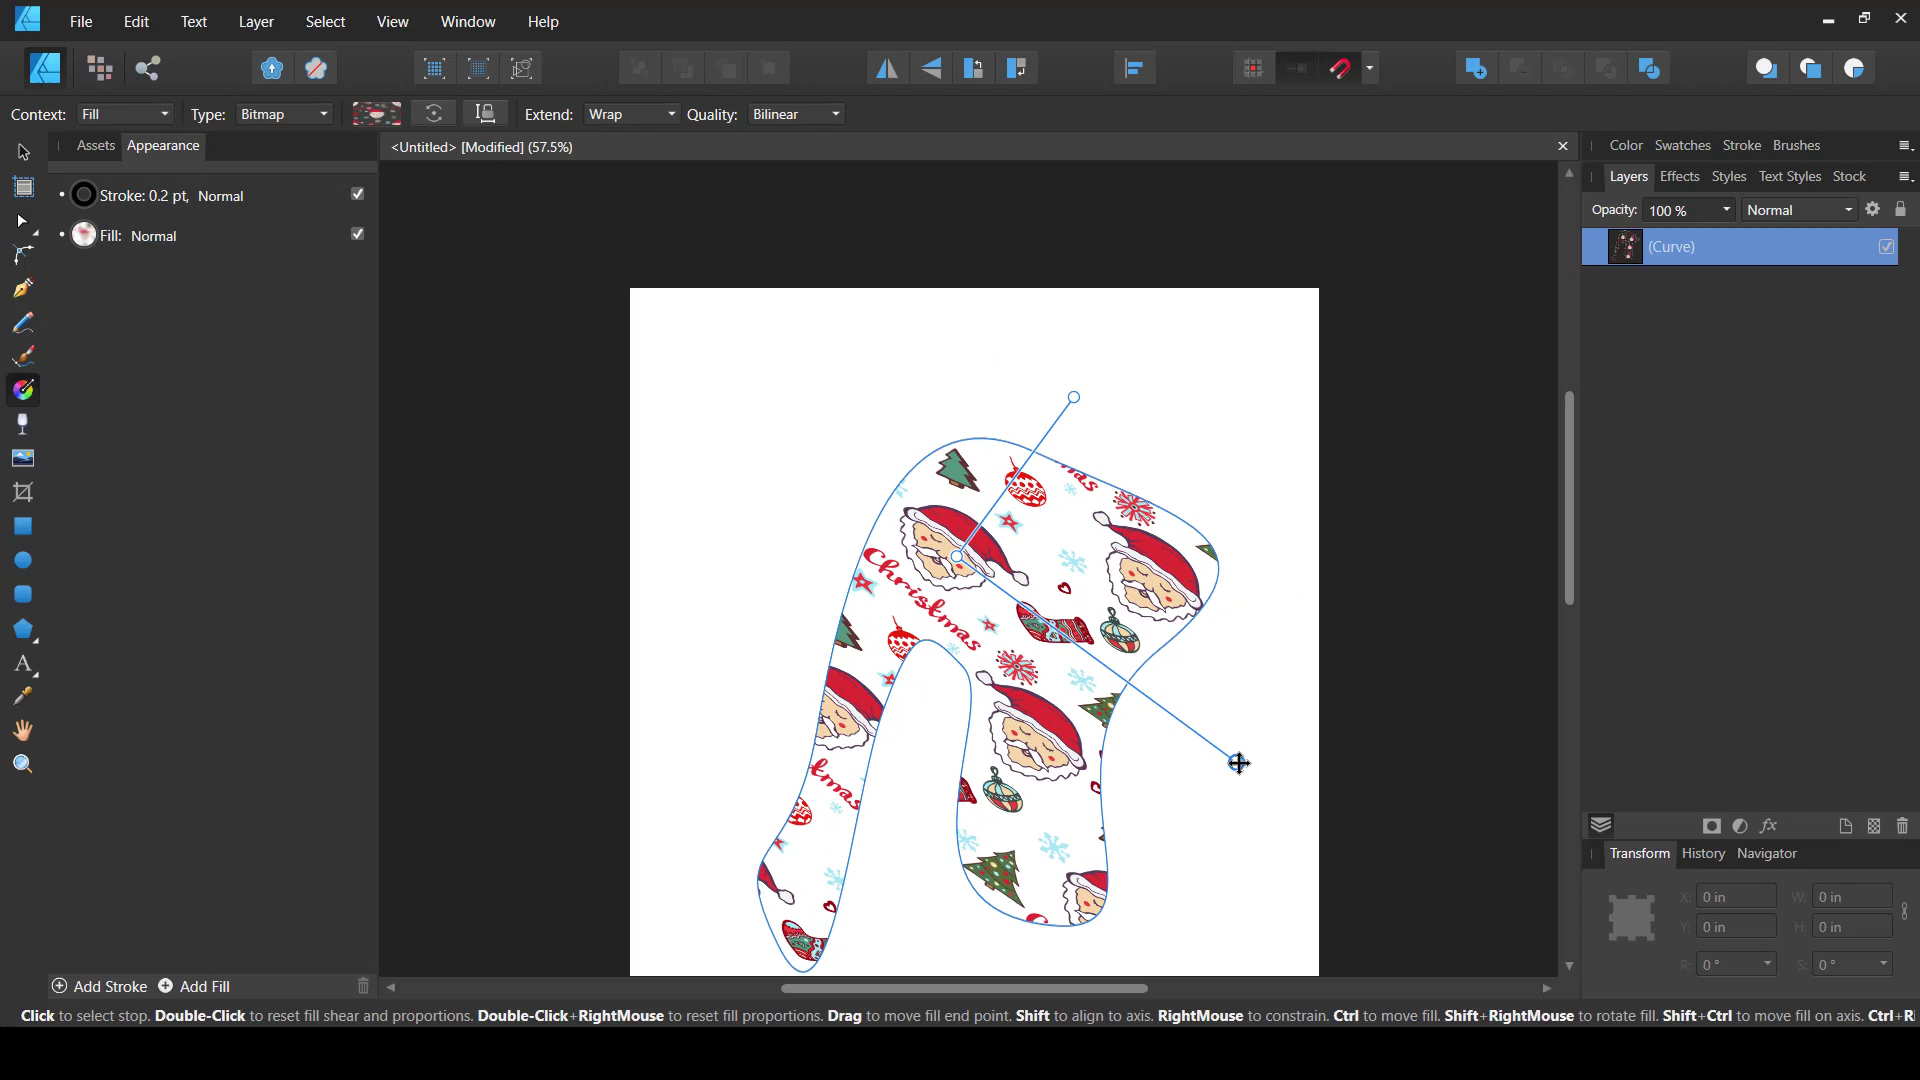 File Edit Text Layer Select View Window Help
Context: Fill Type: Bitmap Extend: Wrap Quality: Bilinear
Assets Appearance
<Untitled> [Modified] (57.5%)
Color Swatches Stroke Brushes
Layers Effects Styles Text Styles Stock
Stroke: 0.2 pt, Normal
Opacity: 100 % Normal
Fill: Normal
(Curve)
mas
Christmas
tmas
Transform History Navigator
X: 0 in W: 0 in
Y: 0 in H: 0 in
R: 0 ° S: 0 °
Add Stroke Add Fill
Click to select stop. Double-Click to reset fill shear and proportions. Double-Click+RightMouse to reset fill proportions. Drag to move fill end point. Shift to align to axis. RightMouse to constrain. Ctrl to move fill. Shift+RightMouse to rotate fill. Shift+Ctrl to move fill on axis. Ctrl+R